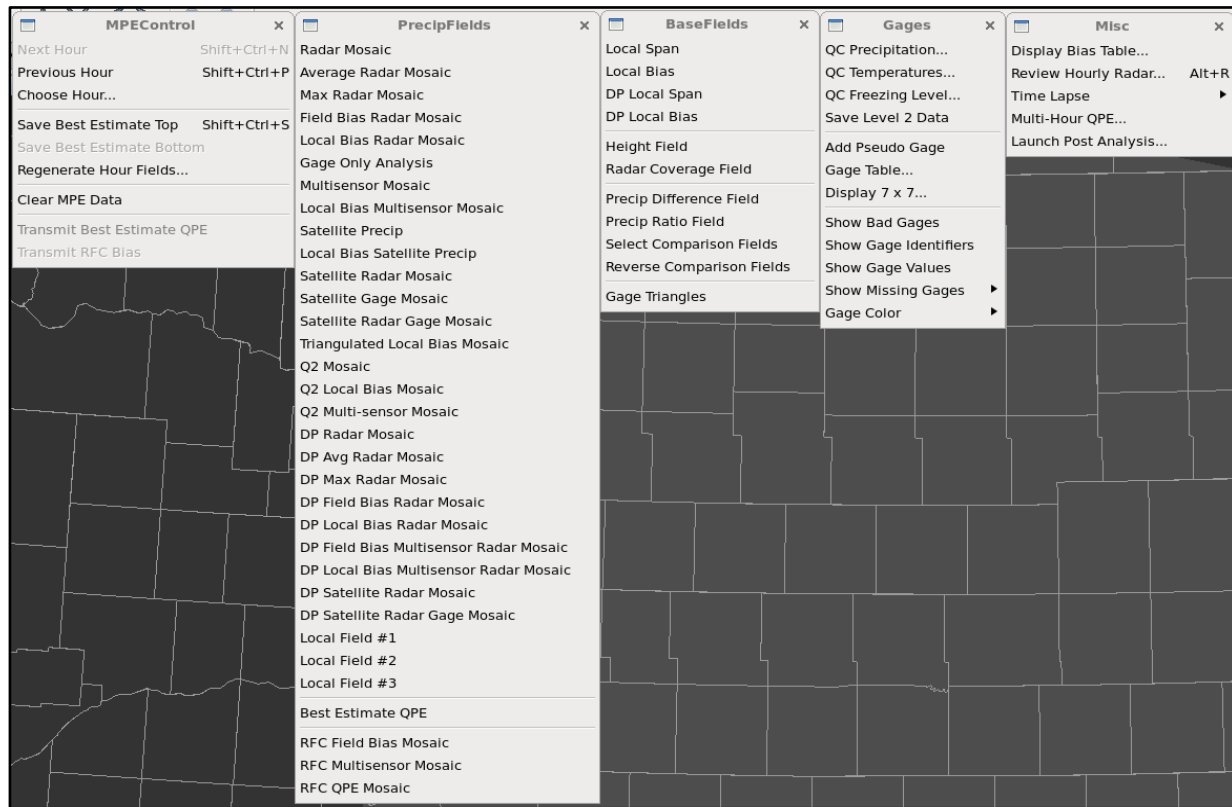 MPEControl
Next Hour Shift+Ctrl+N
Previous Hour Shift+Ctrl+P
Choose Hour...
Save Best Estimate Top Shift+Ctrl+S
Save Best Estimate Bottom
Regenerate Hour Fields...
Clear MPE Data
Transmit Best Estimate QPE
Transmit RFC Bias
PrecipFields
Radar Mosaic
Average Radar Mosaic
Max Radar Mosaic
Field Bias Radar Mosaic
Local Bias Radar Mosaic
Gage Only Analysis
Multisensor Mosaic
Local Bias Multisensor Mosaic
Satellite Precip
Local Bias Satellite Precip
Satellite Radar Mosaic
Satellite Gage Mosaic
Satellite Radar Gage Mosaic
Triangulated Local Bias Mosaic
Q2 Mosaic
Q2 Local Bias Mosaic
Q2 Multi-sensor Mosaic
DP Radar Mosaic
DP Avg Radar Mosaic
DP Max Radar Mosaic
DP Field Bias Radar Mosaic
DP Local Bias Radar Mosaic
DP Field Bias Multisensor Radar Mosaic
DP Local Bias Multisensor Radar Mosaic
DP Satellite Radar Mosaic
DP Satellite Radar Gage Mosaic
Local Field #1
Local Field #2
Local Field #3
Best Estimate QPE
RFC Field Bias Mosaic
RFC Multisensor Mosaic
RFC QPE Mosaic
BaseFields
Local Span
Local Bias
DP Local Span
DP Local Bias
Height Field
Radar Coverage Field
Precip Difference Field
Precip Ratio Field
Select Comparison Fields
Reverse Comparison Fields
Gage Triangles
Gages
QC Precipitation...
QC Temperatures...
QC Freezing Level...
Save Level 2 Data
Add Pseudo Gage
Gage Table...
Display 7 x 7...
Show Bad Gages
Show Gage Identifiers
Show Gage Values
Show Missing Gages
Gage Color
Misc
Display Bias Table...
Review Hourly Radar... Alt+R
Time Lapse
Multi-Hour QPE...
Launch Post Analysis...